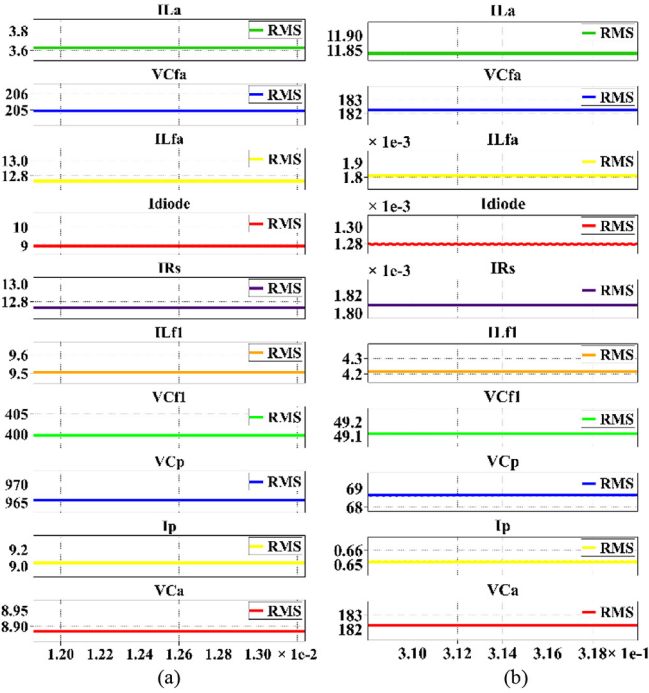 ILa
3.8
3.6
RMS
VCfa
206
205
RMS
ILfa
13.0
12.8
RMS
Idiode
10
9
RMS
IRs
13.0
12.8
RMS
ILf1
9.6
9.5
RMS
VCf1
405
400
RMS
VCp
970
965
RMS
Ip
9.2
9.0
RMS
VCa
8.95
8.90
RMS
1.20 1.22 1.24 1.26 1.28 1.30 × 1e-2
(a)
ILa
11.90
11.85
RMS
VCfa
183
182
RMS
× 1e-3
ILfa
1.9
1.8
RMS
× 1e-3
Idiode
1.30
1.28
RMS
× 1e-3
IRs
1.82
1.80
RMS
ILf1
4.3
4.2
RMS
VCf1
49.2
49.1
RMS
VCp
69
68
RMS
Ip
0.66
0.65
RMS
VCa
183
182
RMS
3.10 3.12 3.14 3.16 3.18 × 1e-1
(b)